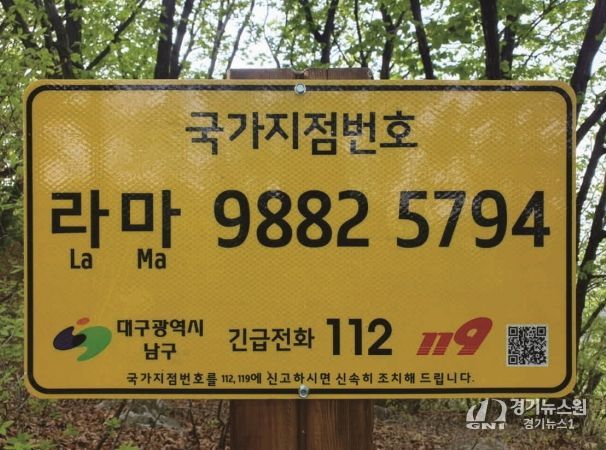 국가지점번호
라 마 9882 5794
La Ma
대구광역시
남구
긴급전화 112 119
국가지점번호를 112, 119에 신고하시면 신속히 조치해 드립니다.
경기뉴스원
GN1
경기뉴스1